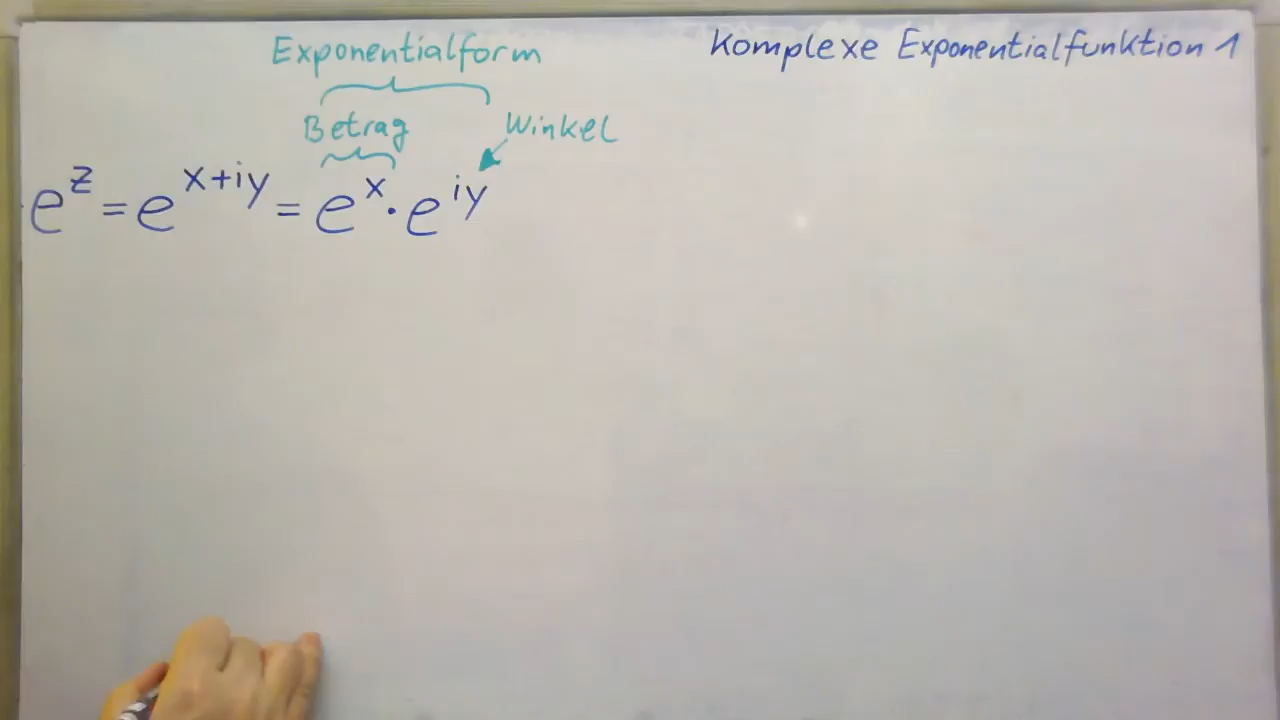 Komplexe Exponentialfunktion 1
Exponentialform
Betrag
Winkel
e^z = e^{x+iy} = e^x · e^{iy}